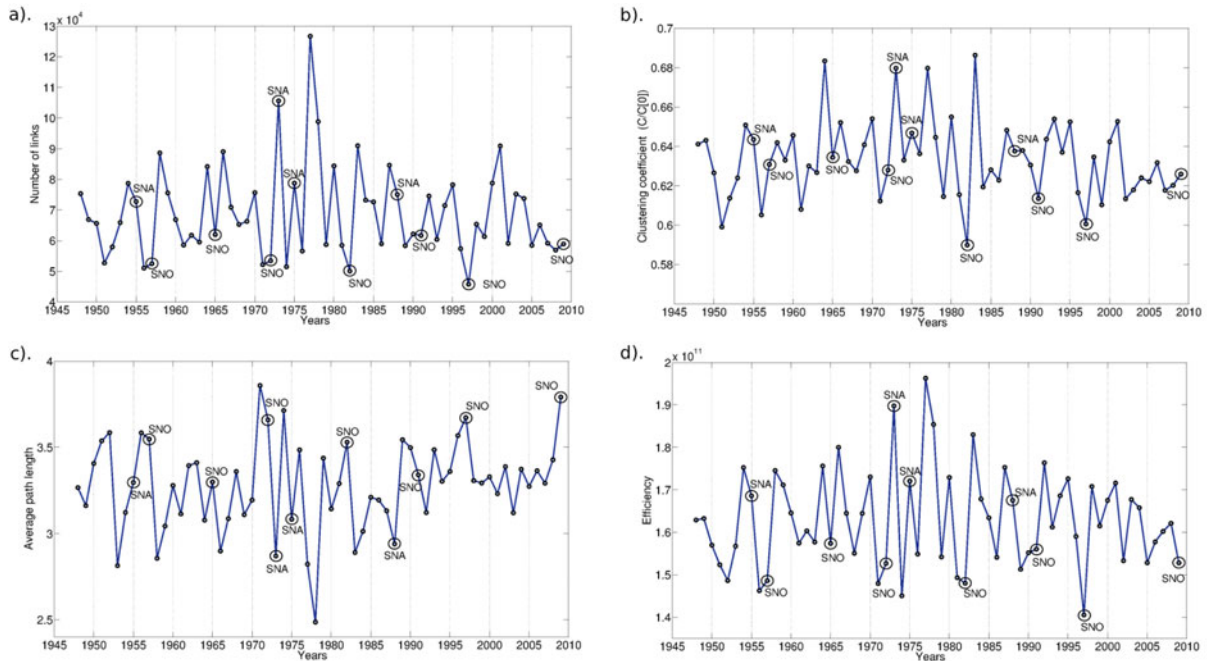 a).
13 x 10^4
12
11
10
9
8
7
6
5
4
Number of links
1945 1950 1955 1960 1965 1970 1975 1980 1985 1990 1995 2000 2005 2010
Years
SNA
SNO
SNO
SNA
SNO
SNA
SNO
SNA
SNO
SNO
SNO
b).
0.7
0.68
0.66
0.64
0.62
0.6
0.58
Clustering coefficient (C/C[0])
1945 1950 1955 1960 1965 1970 1975 1980 1985 1990 1995 2000 2005 2010
Years
SNA
SNO
SNO
SNO
SNA
SNA
SNO
SNA
SNO
SNO
SNO
c).
4
3.5
3
2.5
Average path length
1945 1950 1955 1960 1965 1970 1975 1980 1985 1990 1995 2000 2005 2010
Years
SNA
SNO
SNO
SNO
SNA
SNA
SNO
SNA
SNO
SNO
SNO
d).
2 x 10^11
1.9
1.8
1.7
1.6
1.5
1.4
Efficiency
1945 1950 1955 1960 1965 1970 1975 1980 1985 1990 1995 2000 2005 2010
Years
SNA
SNO
SNO
SNO
SNA
SNA
SNO
SNA
SNO
SNO
SNO